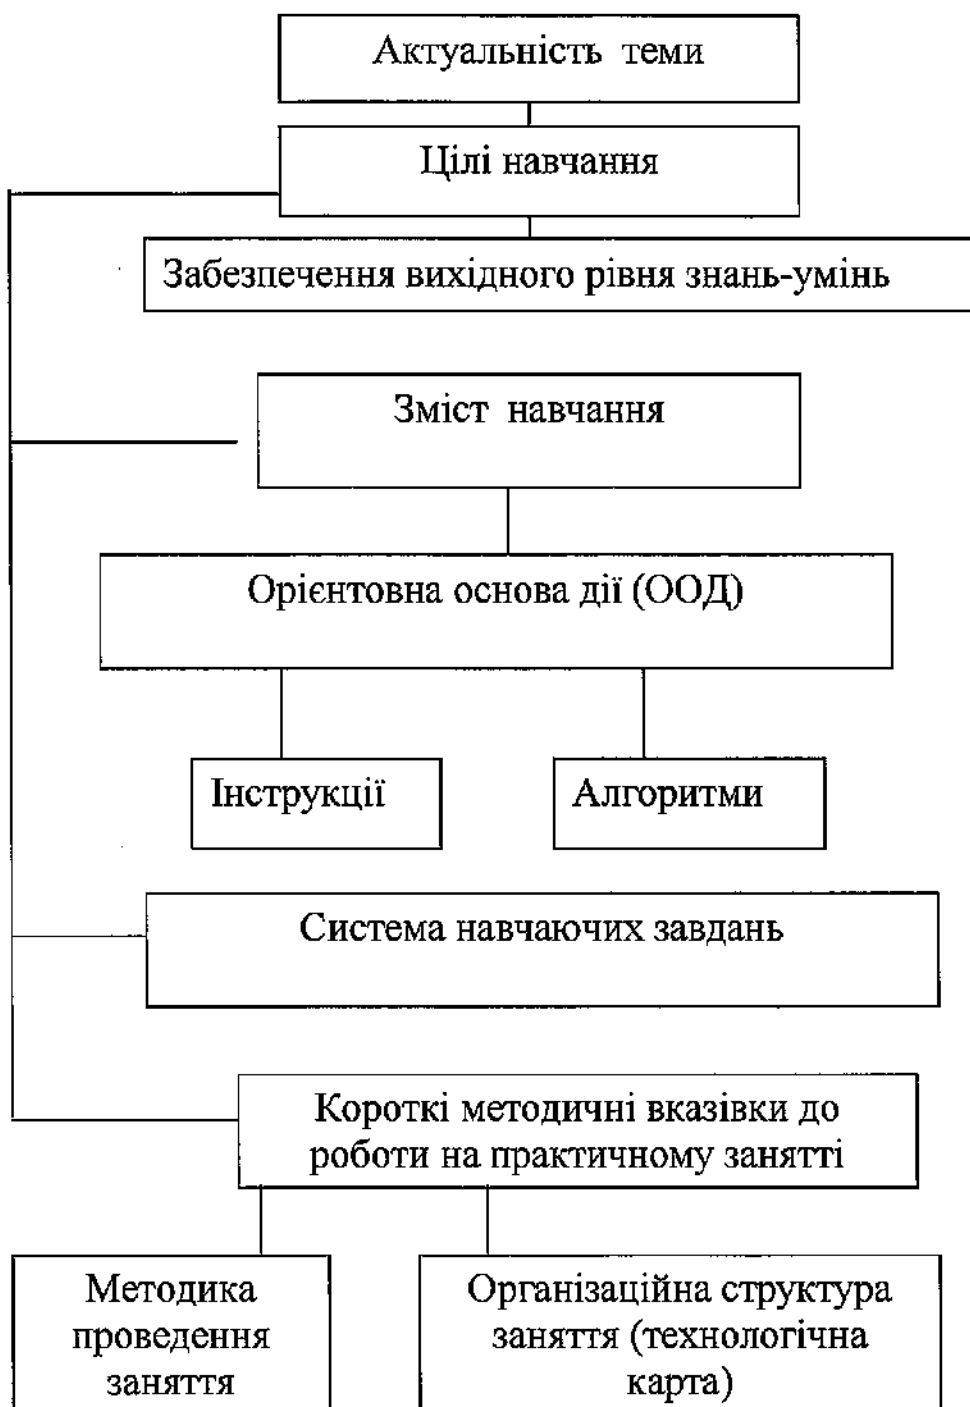 Актуальність теми
Цілі навчання
Забезпечення вихідного рівня знань-умінь
Зміст навчання
Орієнтовна основа дії (ООД)
Інструкції
Алгоритми
Система навчаючих завдань
Короткі методичні вказівки до
роботи на практичному занятті
Методика
проведення
заняття
Організаційна структура
заняття (технологічна
карта)